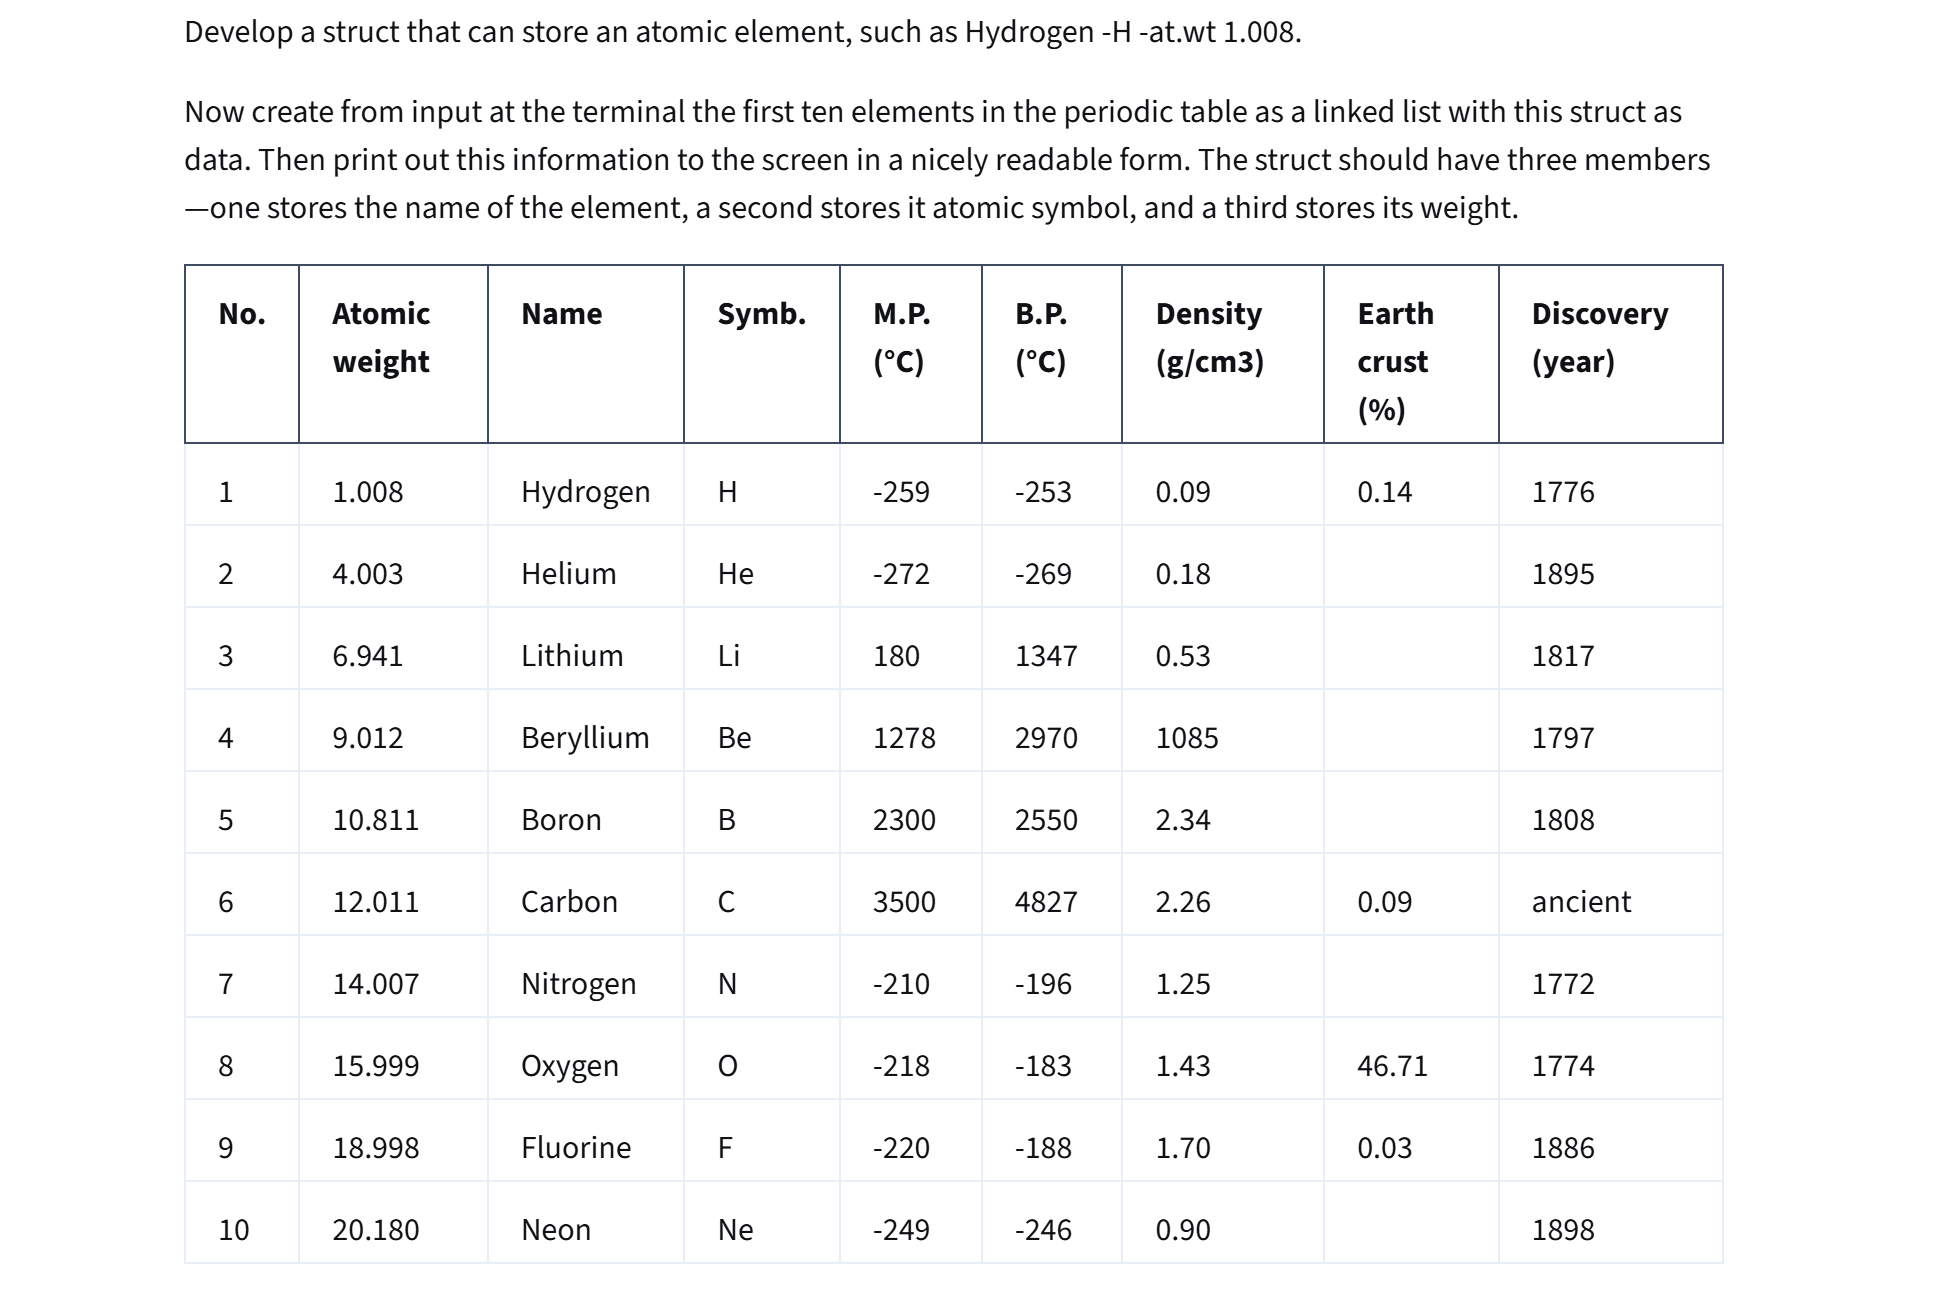 Develop a struct that can store an atomic element, such as Hydrogen -H -at.wt 1.008.
Now create from input at the terminal the first ten elements in the periodic table as a linked list with this struct as
data. Then print out this information to the screen in a nicely readable form. The struct should have three members
—one stores the name of the element, a second stores it atomic symbol, and a third stores its weight.
No. Atomic weight Name Symb. M.P. (°C) B.P. (°C) Density (g/cm3) Earth crust (%) Discovery (year)
1 1.008 Hydrogen H -259 -253 0.09 0.14 1776
2 4.003 Helium He -272 -269 0.18 1895
3 6.941 Lithium Li 180 1347 0.53 1817
4 9.012 Beryllium Be 1278 2970 1085 1797
5 10.811 Boron B 2300 2550 2.34 1808
6 12.011 Carbon C 3500 4827 2.26 0.09 ancient
7 14.007 Nitrogen N -210 -196 1.25 1772
8 15.999 Oxygen O -218 -183 1.43 46.71 1774
9 18.998 Fluorine F -220 -188 1.70 0.03 1886
10 20.180 Neon Ne -249 -246 0.90 1898